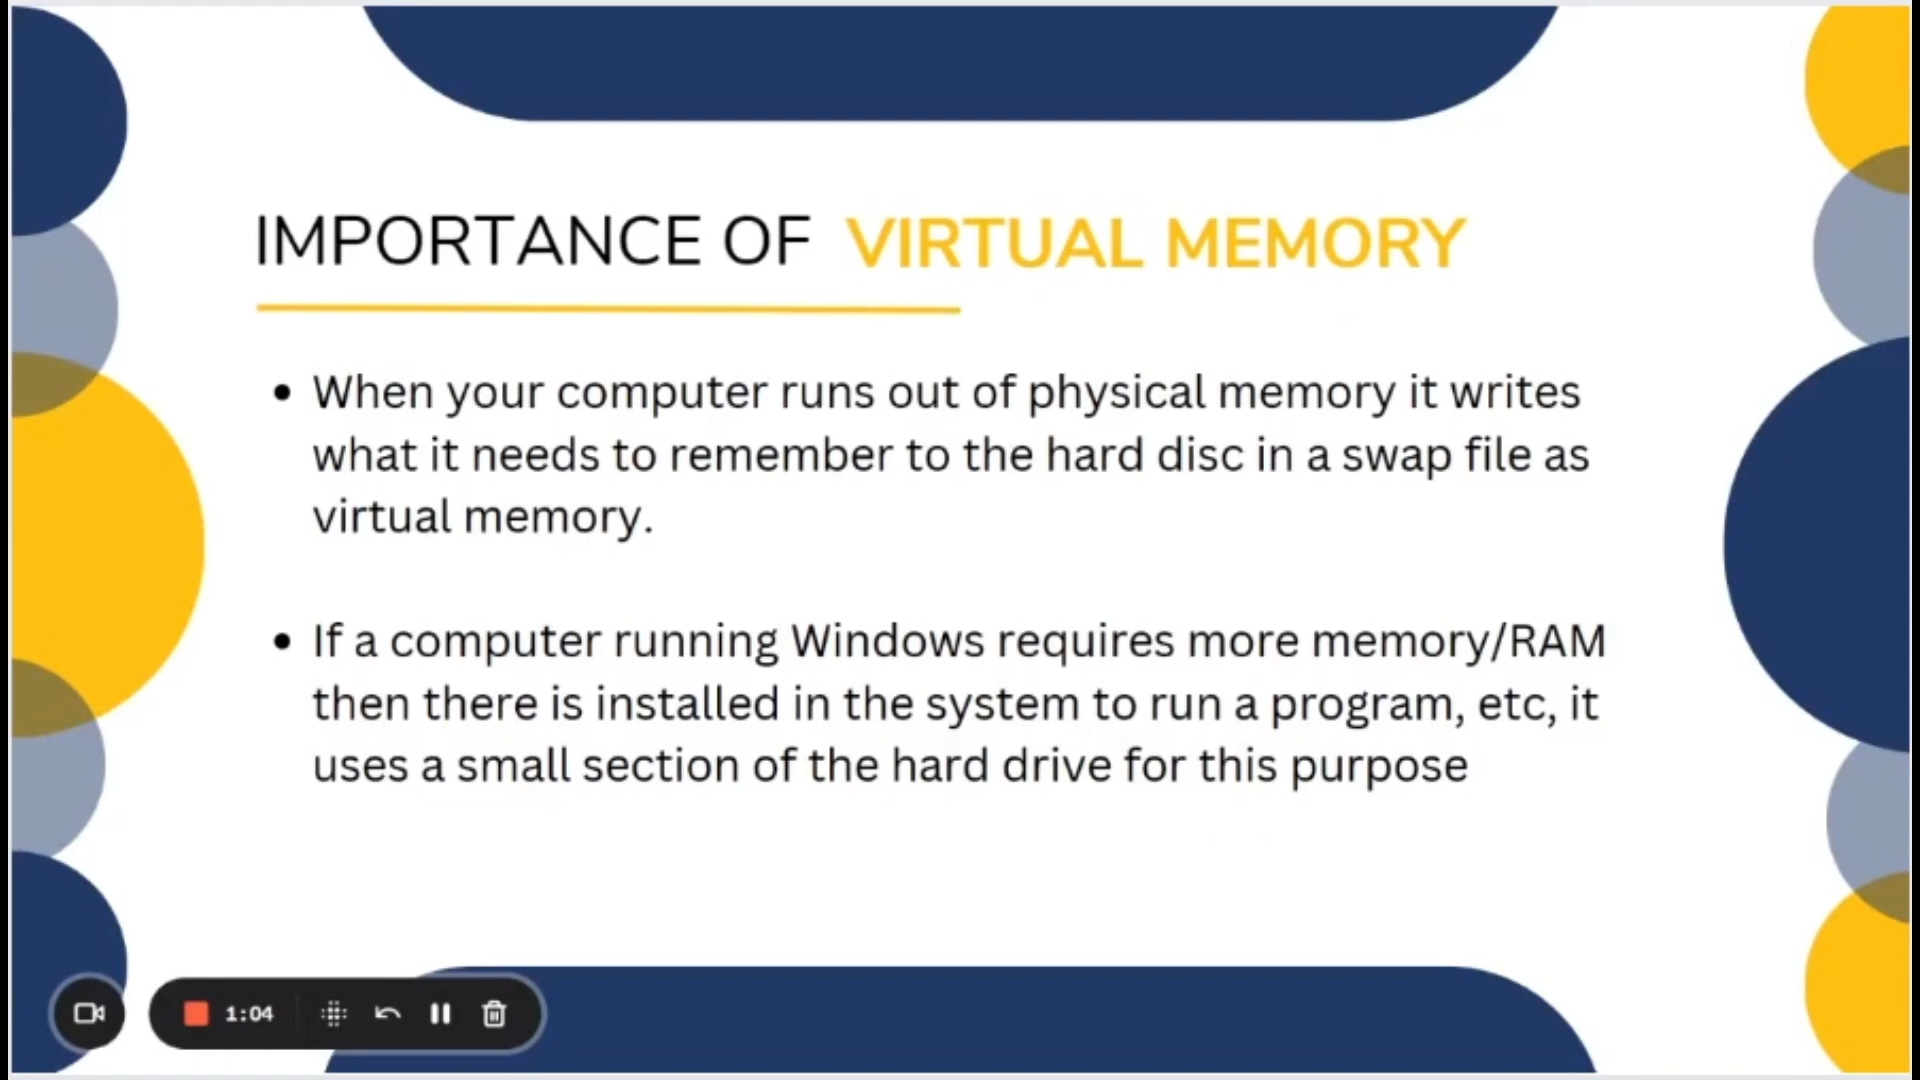 IMPORTANCE OF VIRTUAL MEMORY
• When your computer runs out of physical memory it writes
what it needs to remember to the hard disc in a swap file as
virtual memory.
• If a computer running Windows requires more memory/RAM
then there is installed in the system to run a program, etc, it
uses a small section of the hard drive for this purpose
1:04